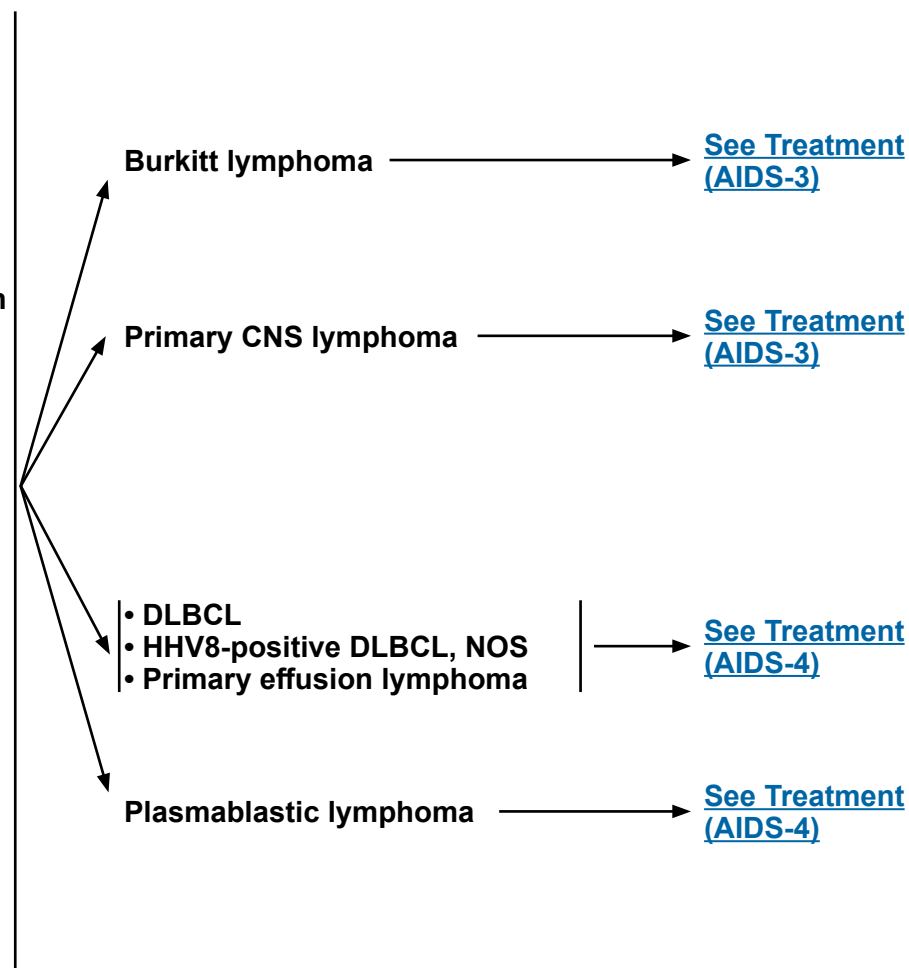 Burkitt lymphoma
See Treatment
(AIDS-3)
Primary CNS lymphoma
See Treatment
(AIDS-3)
• DLBCL
• HHV8-positive DLBCL, NOS
• Primary effusion lymphoma
See Treatment
(AIDS-4)
Plasmablastic lymphoma
See Treatment
(AIDS-4)